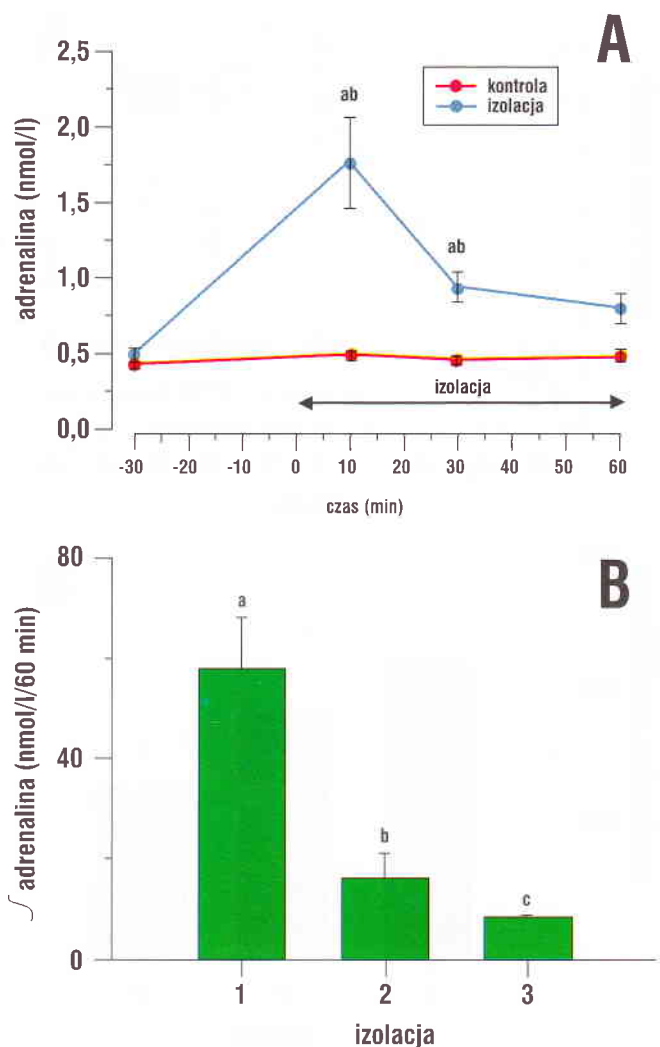 A
2,5
2,0
1,5
1,0
0,5
0,0
adrenalina (nmol/l)
kontrola
izolacja
ab
ab
izolacja
-30 -20 -10 0 10 20 30 40 50 60
czas (min)
B
80
40
0
∫ adrenalina (nmol/l/60 min)
a
b
c
1 2 3
izolacja